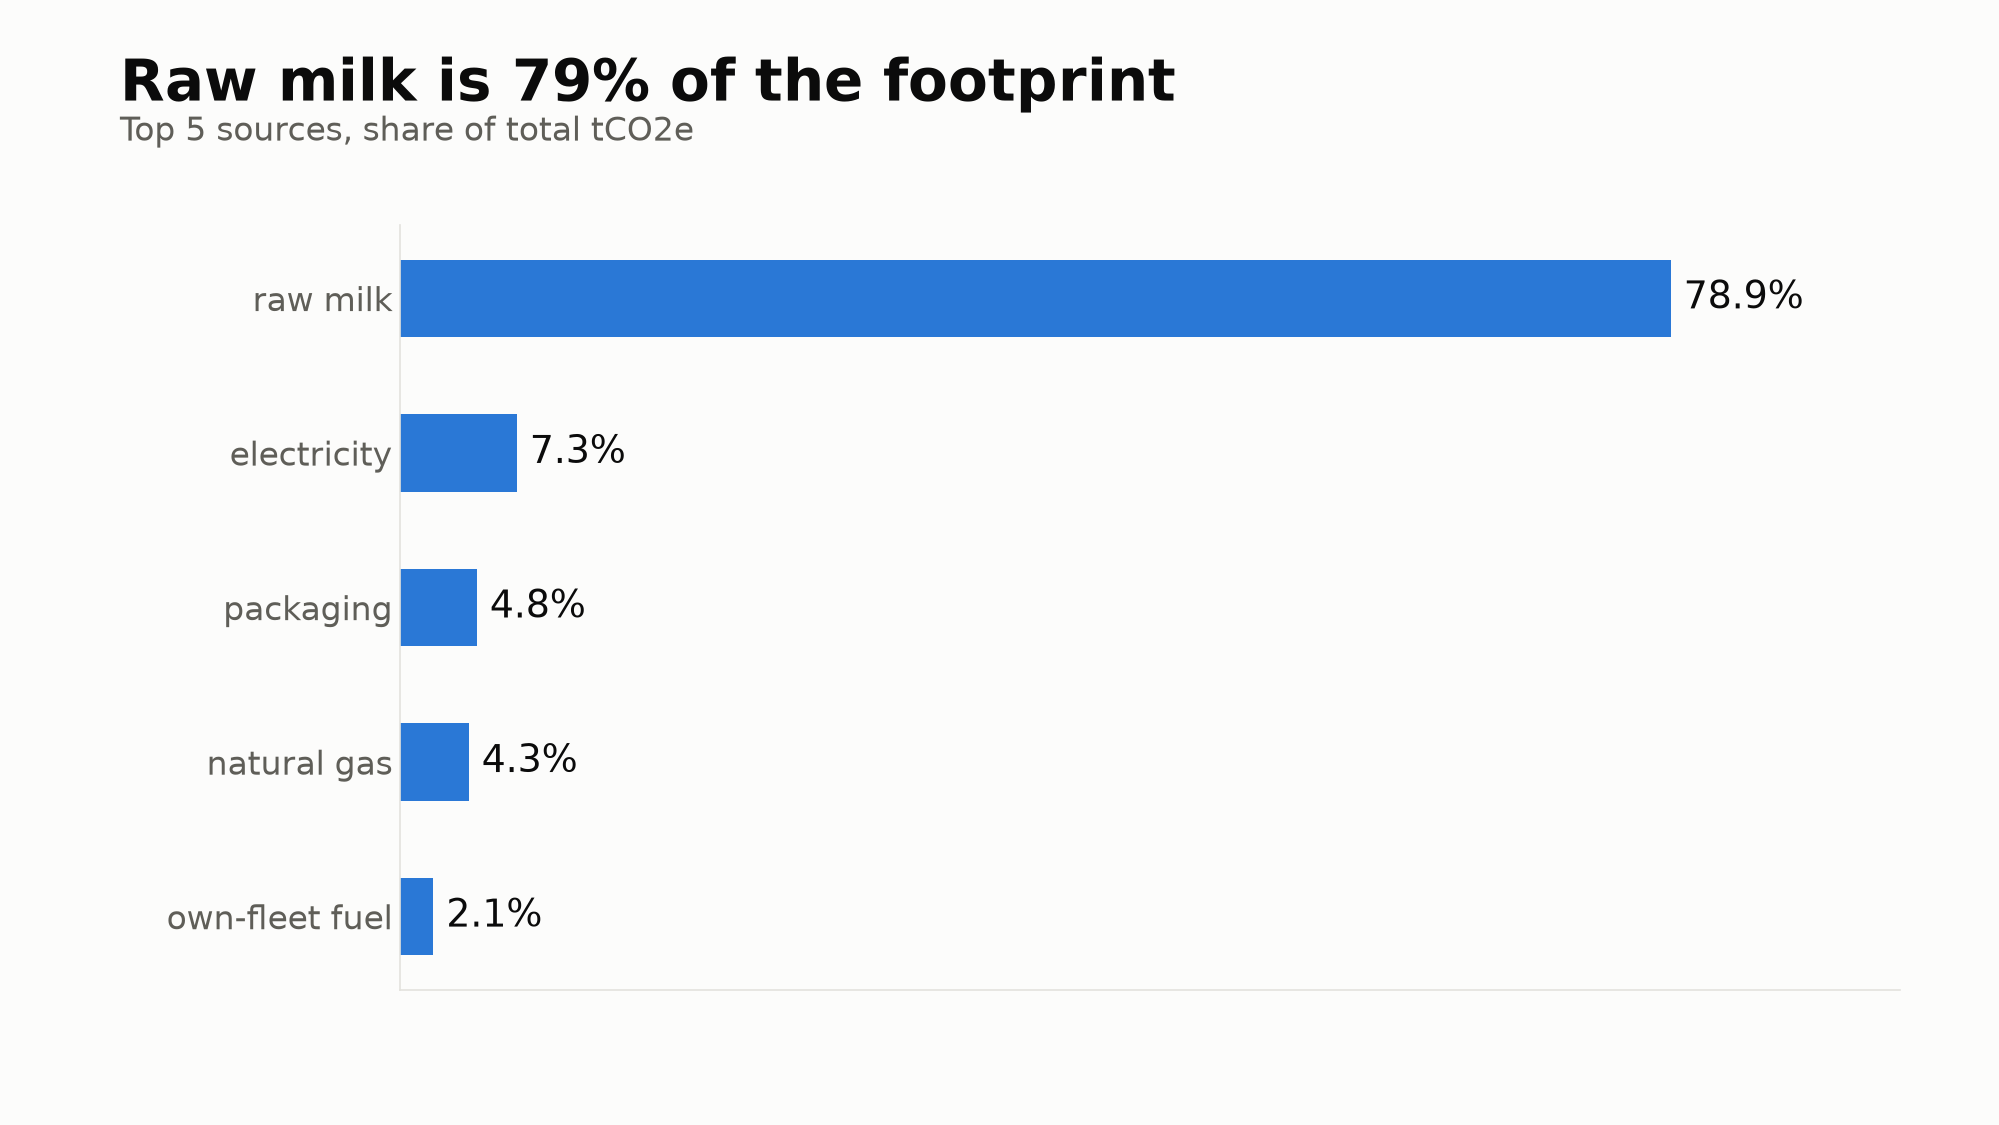 Raw milk is 79% of the footprint
Top 5 sources, share of total tCO2e
raw milk 78.9%
electricity 7.3%
packaging 4.8%
natural gas 4.3%
own-fleet fuel 2.1%